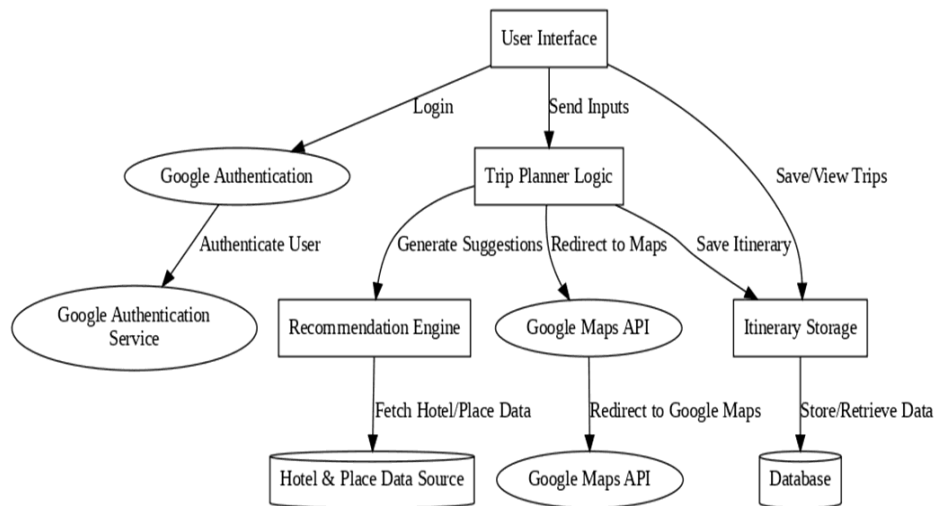 User Interface
Login
Send Inputs
Google Authentication
Trip Planner Logic
Save/View Trips
Authenticate User
Generate Suggestions
Redirect to Maps
Save Itinerary
Google Authentication
Service
Recommendation Engine
Google Maps API
Itinerary Storage
Fetch Hotel/Place Data
Redirect to Google Maps
Store/Retrieve Data
Hotel & Place Data Source
Google Maps API
Database